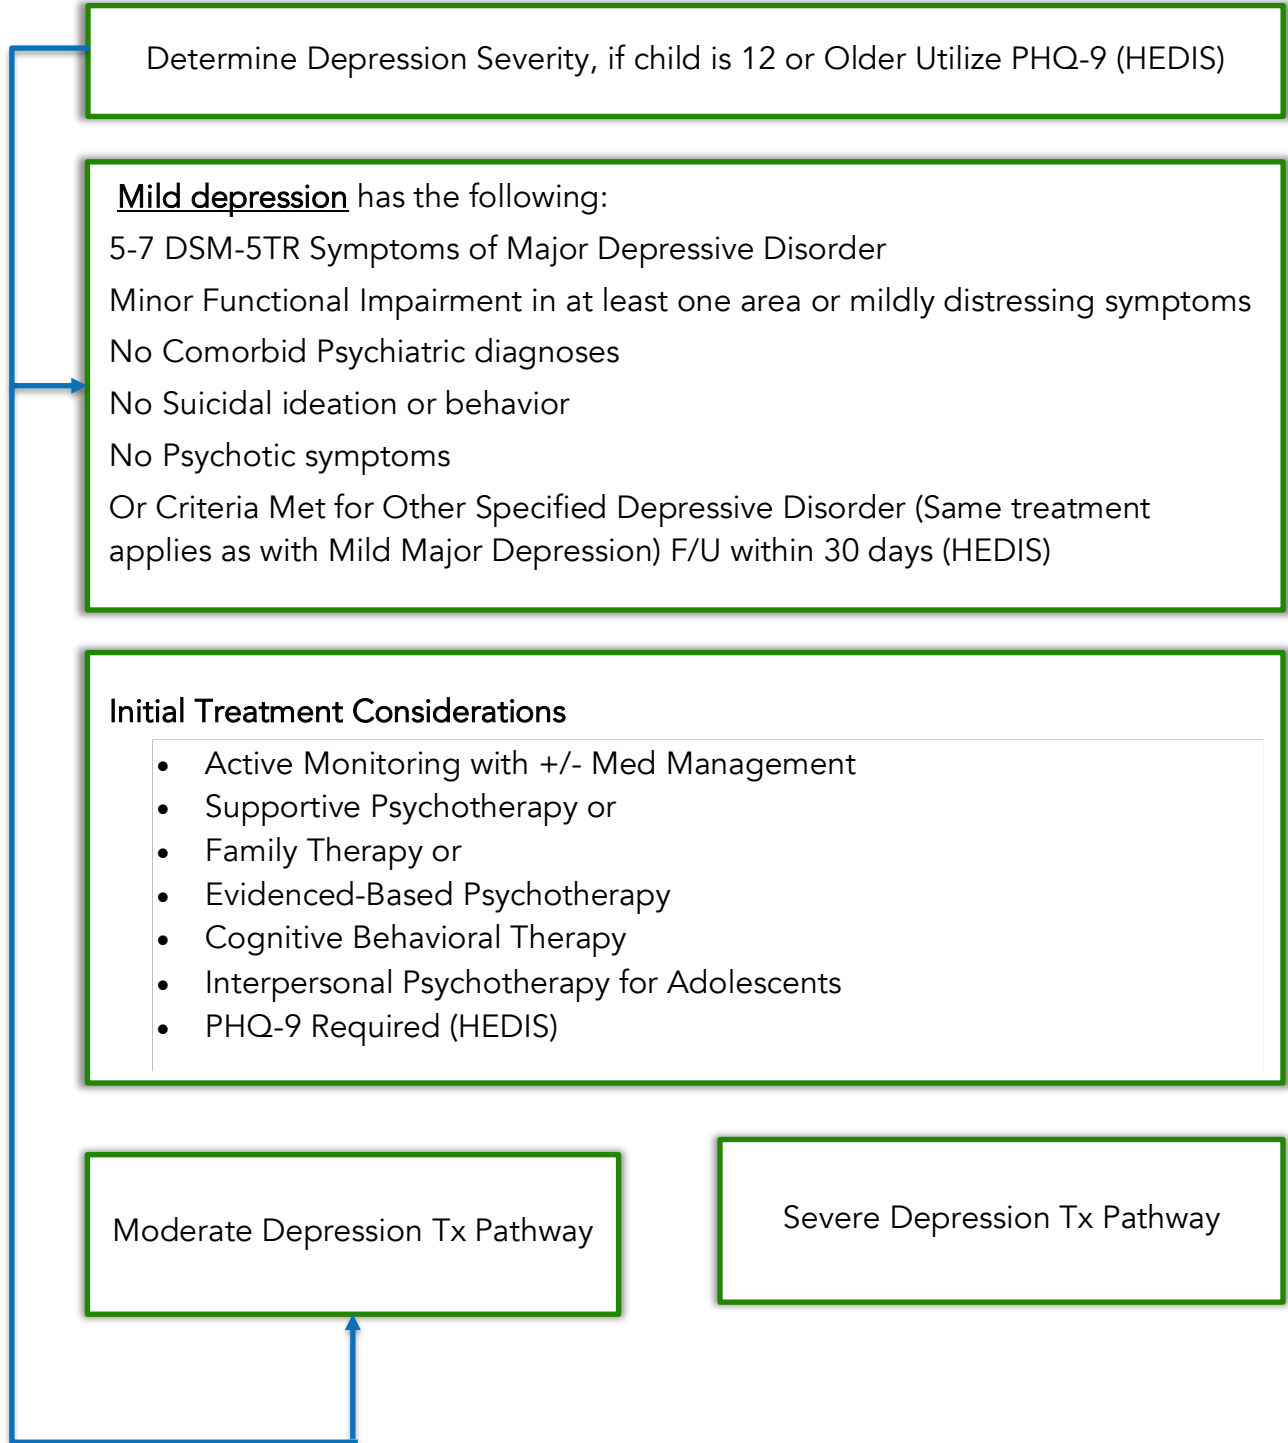 Determine Depression Severity, if child is 12 or Older Utilize PHQ-9 (HEDIS)
Mild depression has the following:
5-7 DSM-5TR Symptoms of Major Depressive Disorder
Minor Functional Impairment in at least one area or mildly distressing symptoms
No Comorbid Psychiatric diagnoses
No Suicidal ideation or behavior
No Psychotic symptoms
Or Criteria Met for Other Specified Depressive Disorder (Same treatment
applies as with Mild Major Depression) F/U within 30 days (HEDIS)
Initial Treatment Considerations
• Active Monitoring with +/- Med Management
• Supportive Psychotherapy or
• Family Therapy or
• Evidenced-Based Psychotherapy
• Cognitive Behavioral Therapy
• Interpersonal Psychotherapy for Adolescents
• PHQ-9 Required (HEDIS)
Moderate Depression Tx Pathway
Severe Depression Tx Pathway